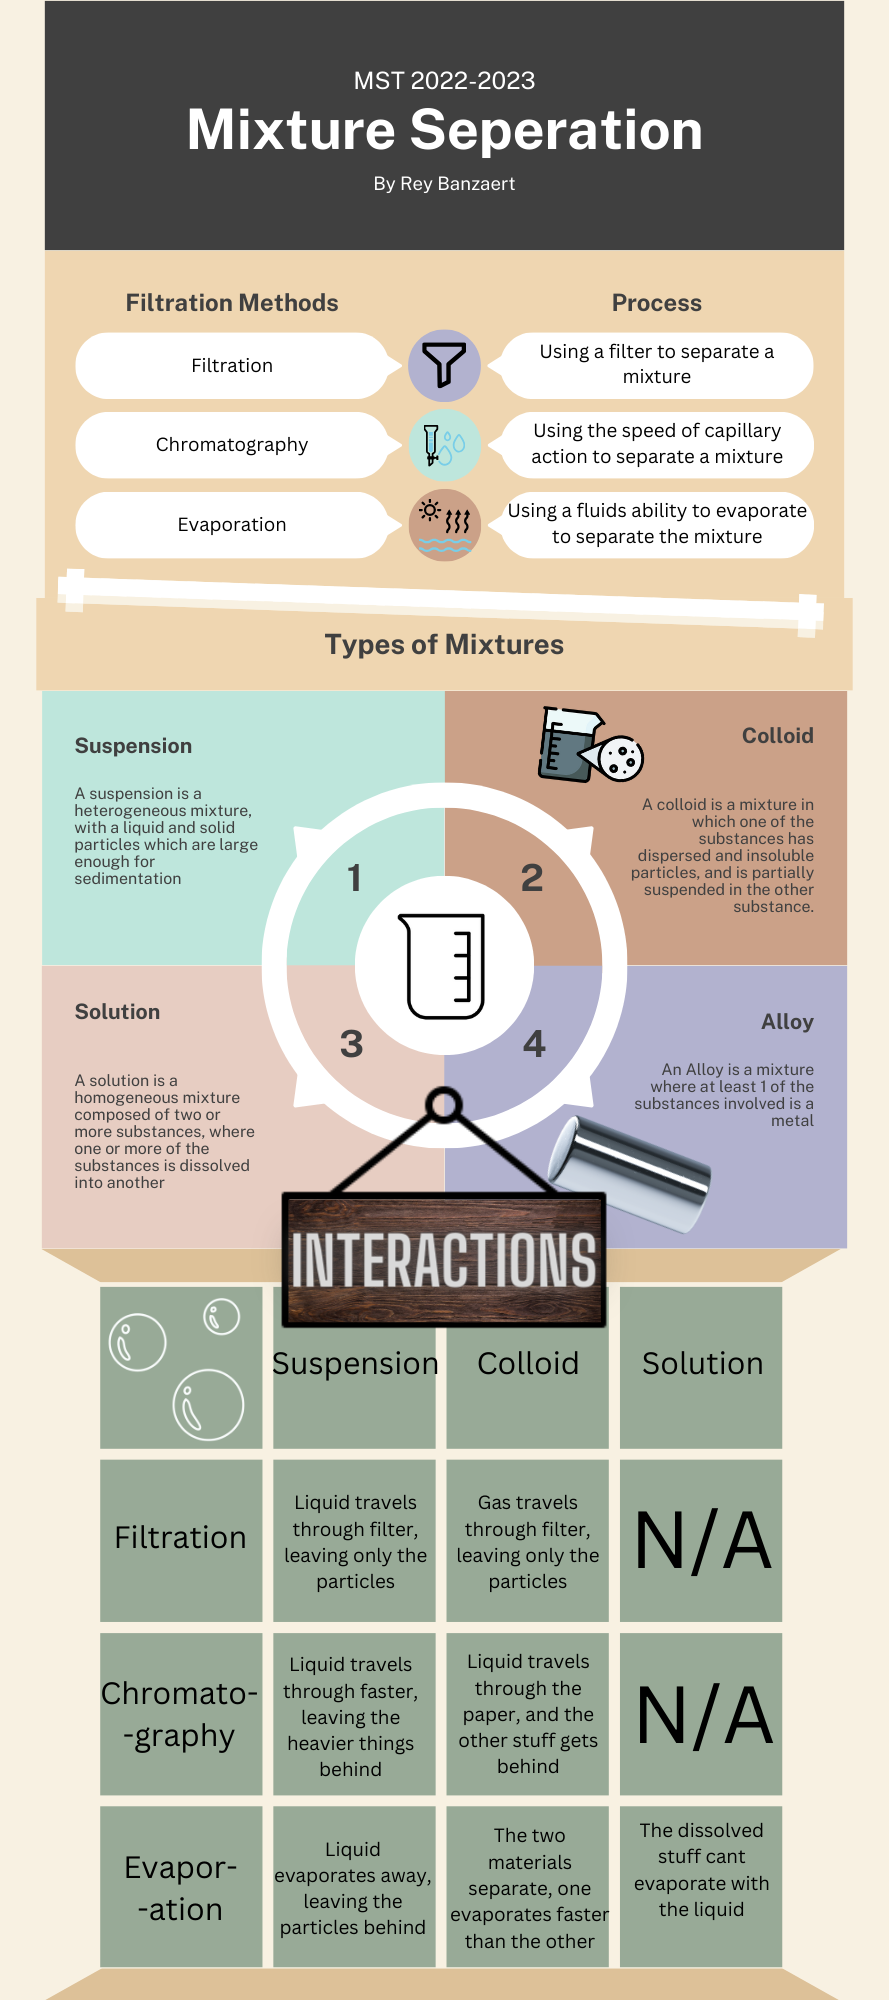 MST 2022-2023
Mixture Seperation
By Rey Banzaert
Filtration Methods
Process
Filtration
Using a filter to separate a
mixture
Chromatography
Using the speed of capillary
action to separate a mixture
Evaporation
Using a fluids ability to evaporate
to separate the mixture
Types of Mixtures
Suspension
A suspension is a
heterogeneous mixture,
with a liquid and solid
particles which are large
enough for
sedimentation
1
Colloid
A colloid is a mixture in
which one of the
substances has
dispersed and insoluble
particles, and is partially
suspended in the other
substance.
2
Solution
A solution is a
homogeneous mixture
composed of two or
more substances, where
one or more of the
substances is dissolved
into another
3
Alloy
An Alloy is a mixture
where at least 1 of the
substances involved is a
metal
4
INTERACTIONS
Suspension
Colloid
Solution
Filtration
Liquid travels
through filter,
leaving only the
particles
Gas travels
through filter,
leaving only the
particles
N/A
Chromato-
-graphy
Liquid travels
through faster,
leaving the
heavier things
behind
Liquid travels
through the
paper, and the
other stuff gets
behind
N/A
Evapor-
-ation
Liquid
evaporates away,
leaving the
particles behind
The two
materials
separate, one
evaporates faster
than the other
The dissolved
stuff cant
evaporate with
the liquid